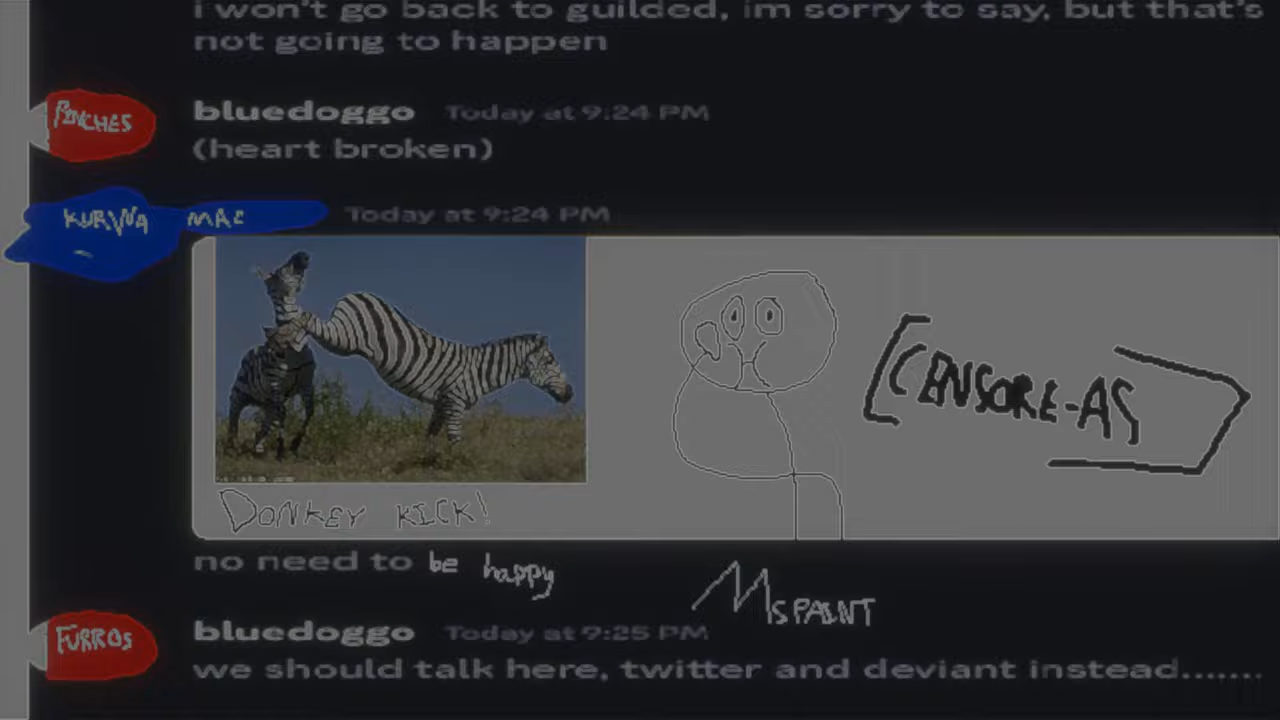 i won't go back to guilded, im sorry to say, but that's
not going to happen
PINCHES
bluedoggo Today at 9:24 PM
(heart broken)
KURWA MAC Today at 9:24 PM
[CENSORE-AS
DONKEY KICK!
no need to be happy
MSPAINT
FURROS
bluedoggo Today at 9:25 PM
we should talk here, twitter and deviant instead.......